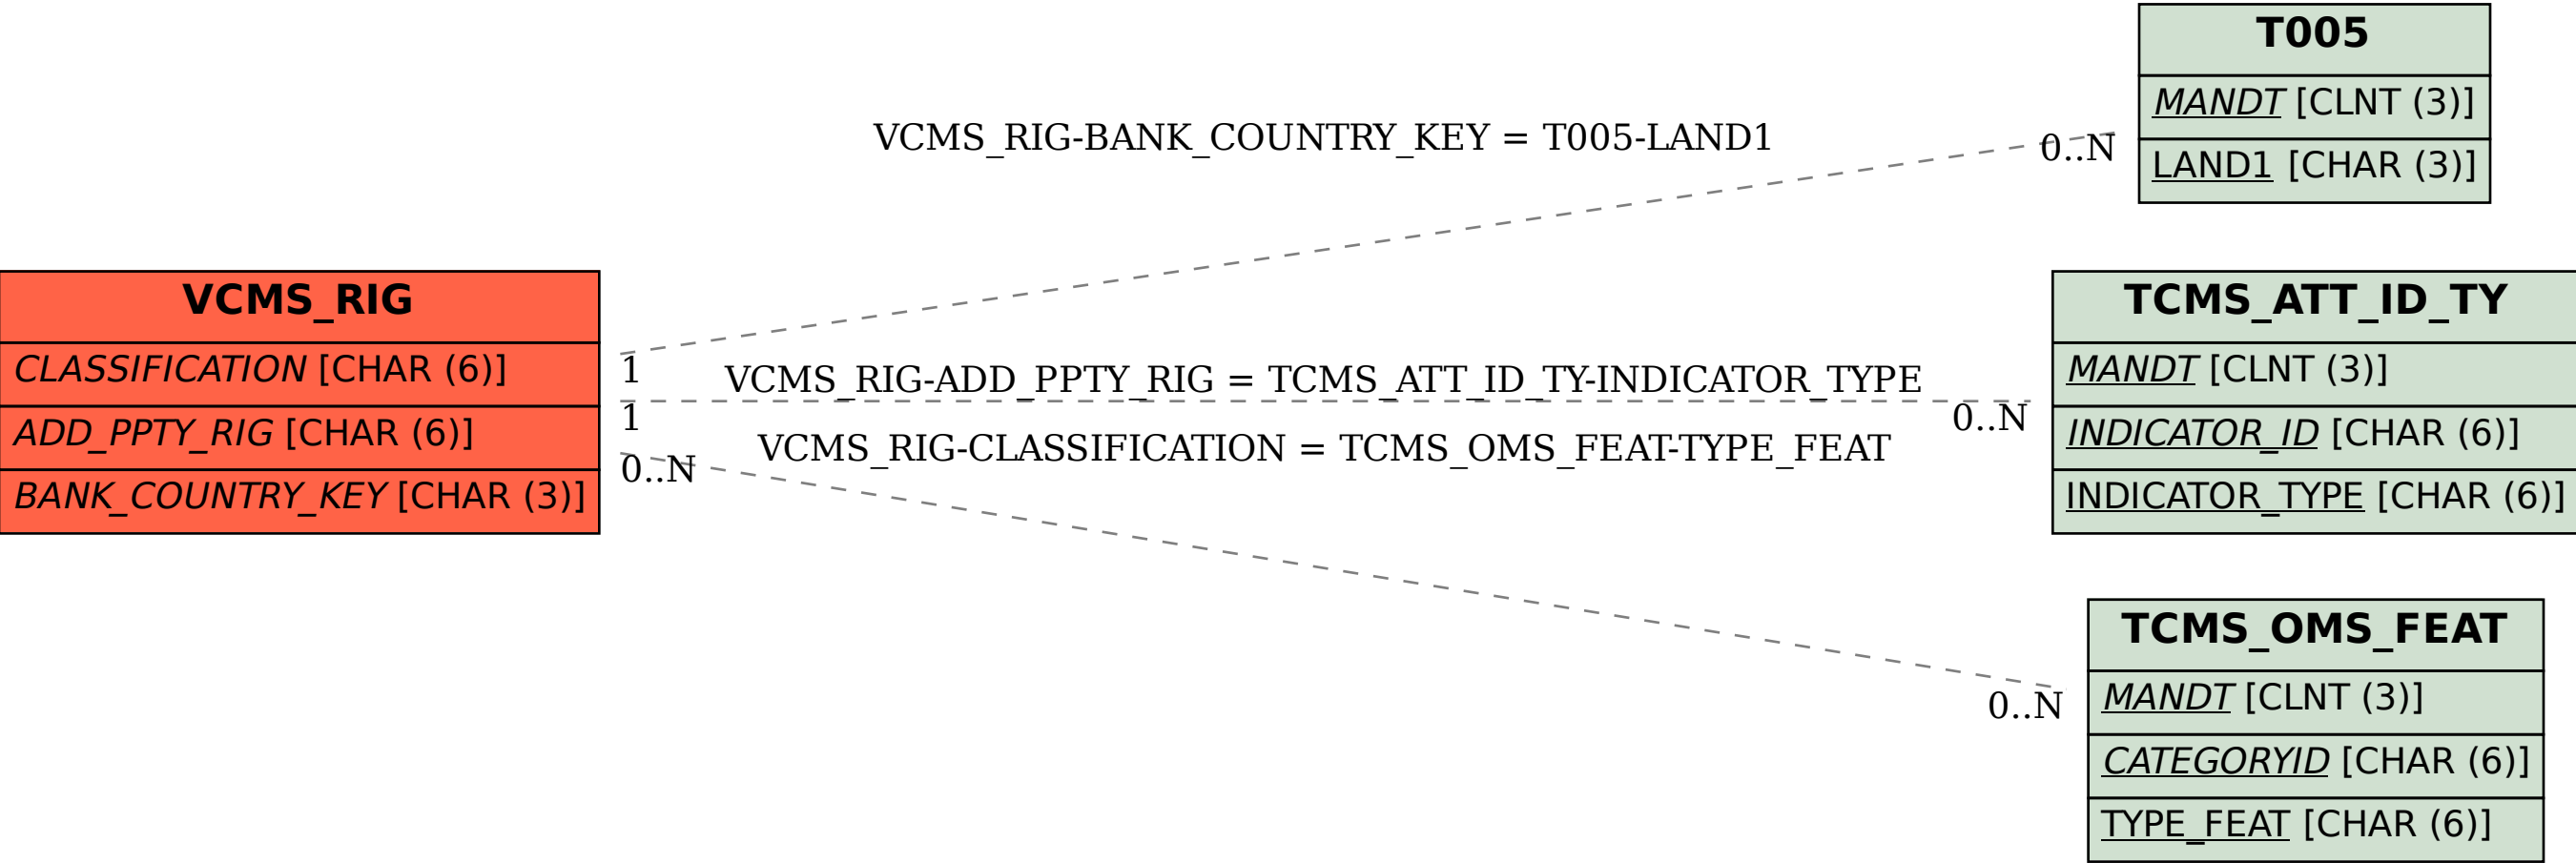 T005
MANDT [CLNT (3)]
LAND1 [CHAR (3)]
VCMS_RIG-BANK_COUNTRY_KEY = T005-LAND1
0..N
VCMS_RIG
CLASSIFICATION [CHAR (6)]
ADD_PPTY_RIG [CHAR (6)]
BANK_COUNTRY_KEY [CHAR (3)]
1
VCMS_RIG-ADD_PPTY_RIG = TCMS_ATT_ID_TY-INDICATOR_TYPE
1
0..N
VCMS_RIG-CLASSIFICATION = TCMS_OMS_FEAT-TYPE_FEAT
0..N
TCMS_ATT_ID_TY
MANDT [CLNT (3)]
INDICATOR_ID [CHAR (6)]
INDICATOR_TYPE [CHAR (6)]
0..N
TCMS_OMS_FEAT
MANDT [CLNT (3)]
CATEGORYID [CHAR (6)]
TYPE_FEAT [CHAR (6)]